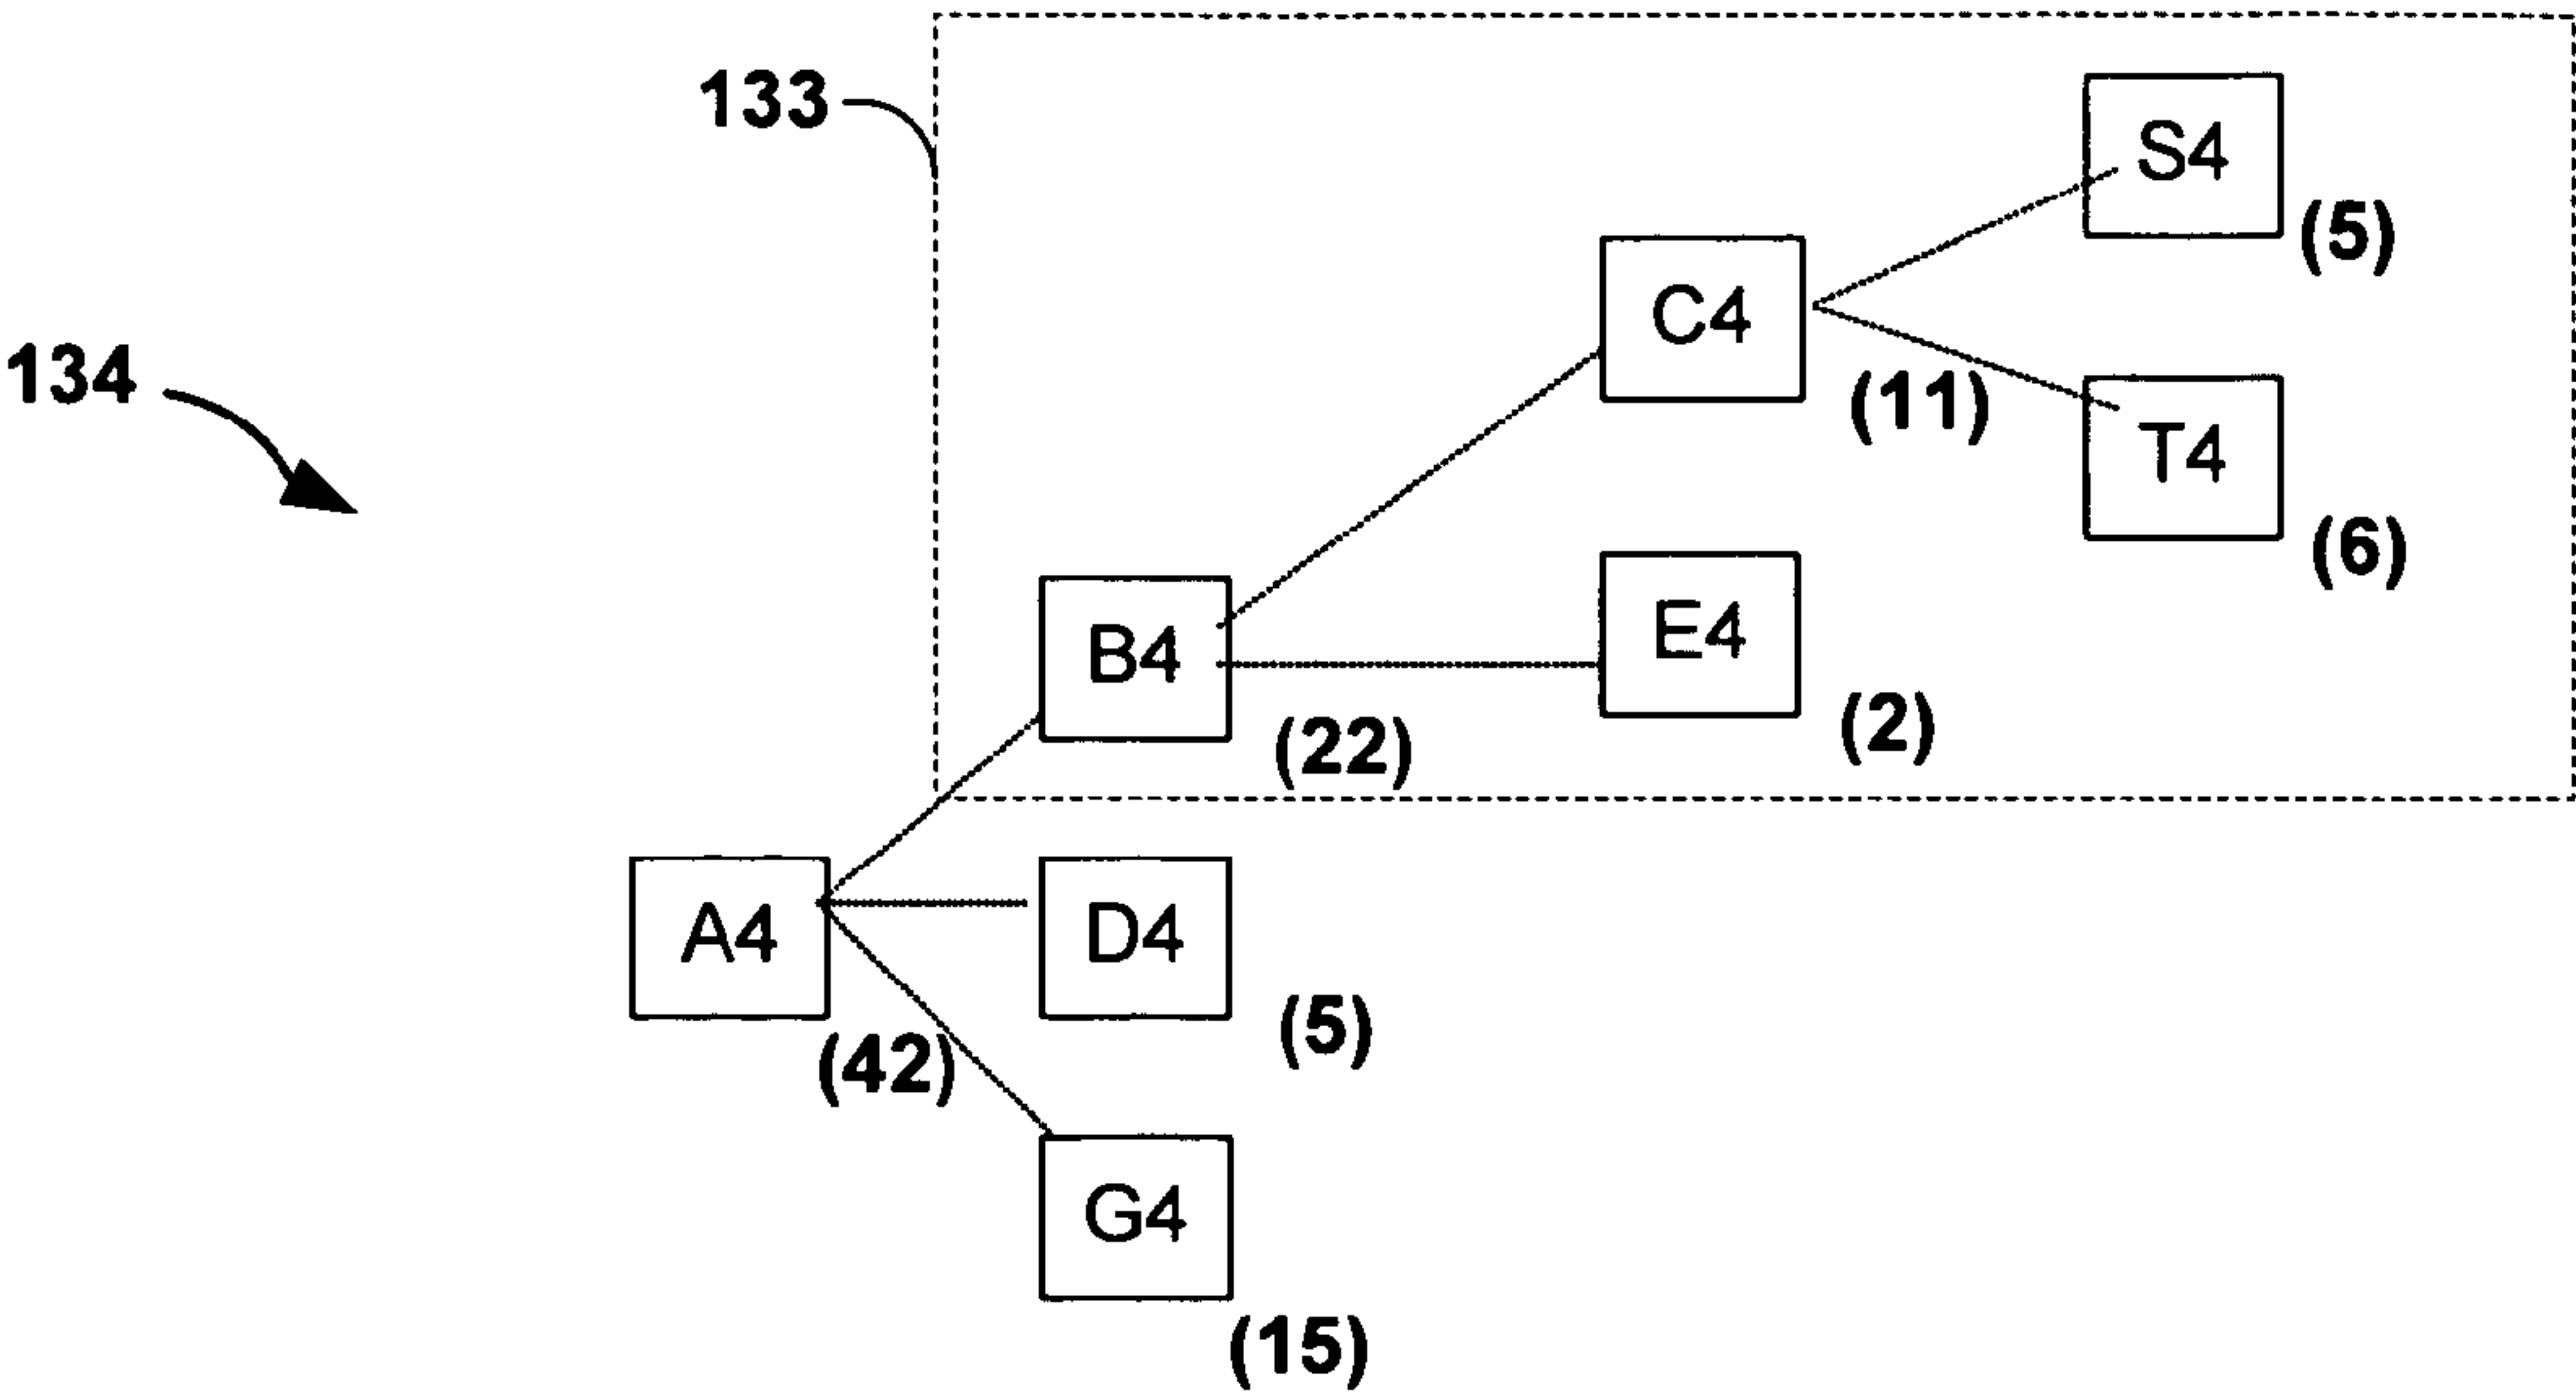 133
S4
(5)
C4
134
(11)
T4
(6)
B4
E4
(22)
(2)
A4
D4
(5)
(42)
G4
(15)